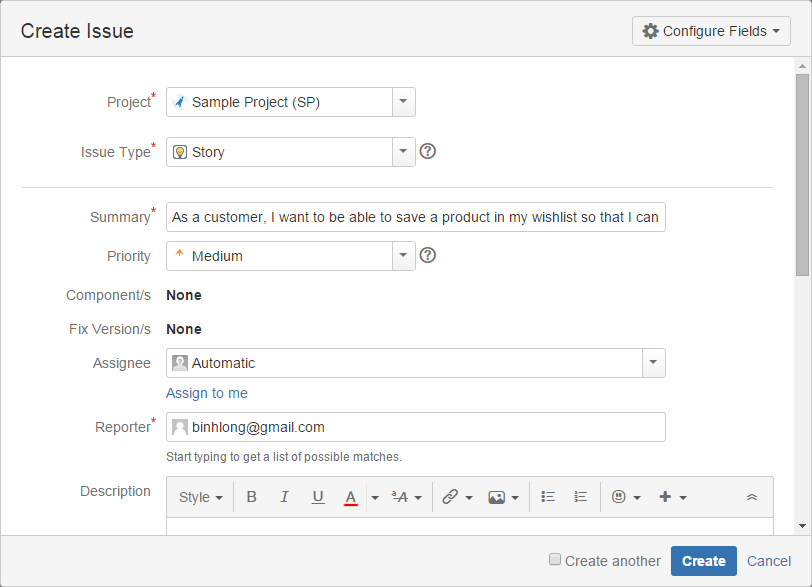 Create Issue
Configure Fields
Project*
Sample Project (SP)
Issue Type*
Story
Summary*
As a customer, I want to be able to save a product in my wishlist so that I can
Priority
Medium
Component/s
None
Fix Version/s
None
Assignee
Automatic
Assign to me
Reporter*
binhlong@gmail.com
Start typing to get a list of possible matches.
Description
Style B I U A ªA
Create another
Create
Cancel